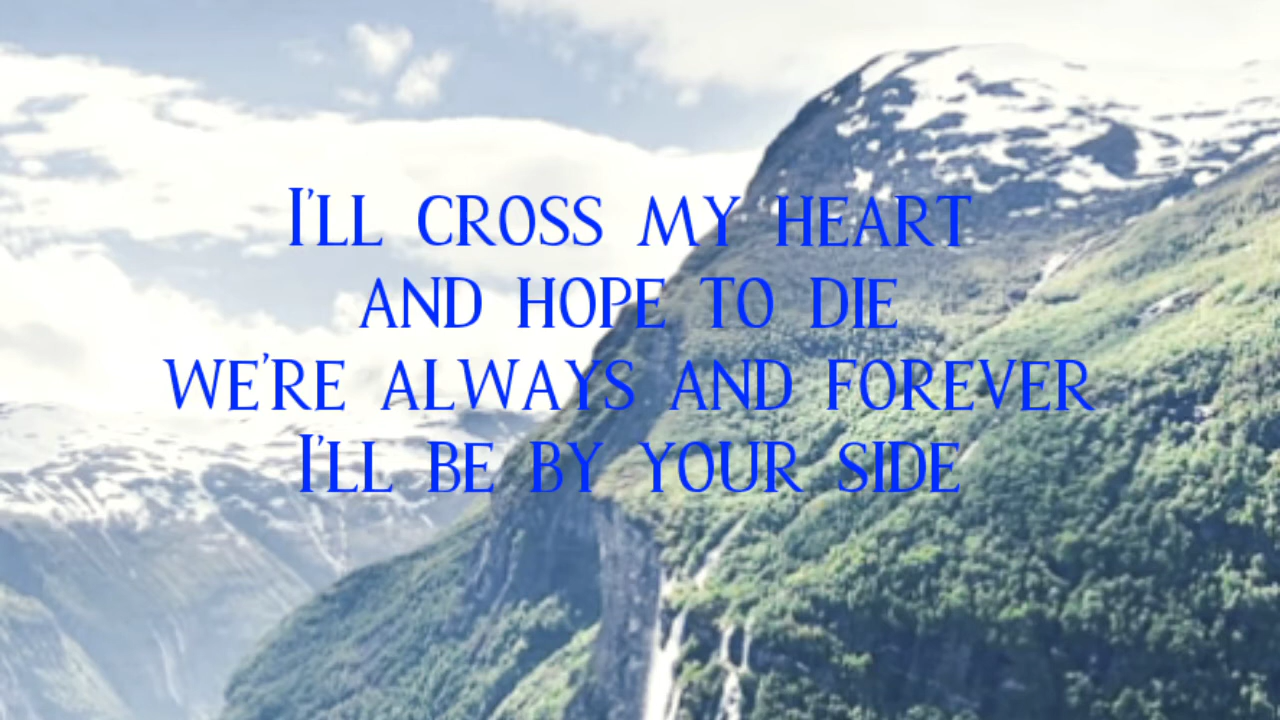 I'LL CROSS MY HEART
AND HOPE TO DIE
WE'RE ALWAYS AND FOREVER
I'LL BE BY YOUR SIDE